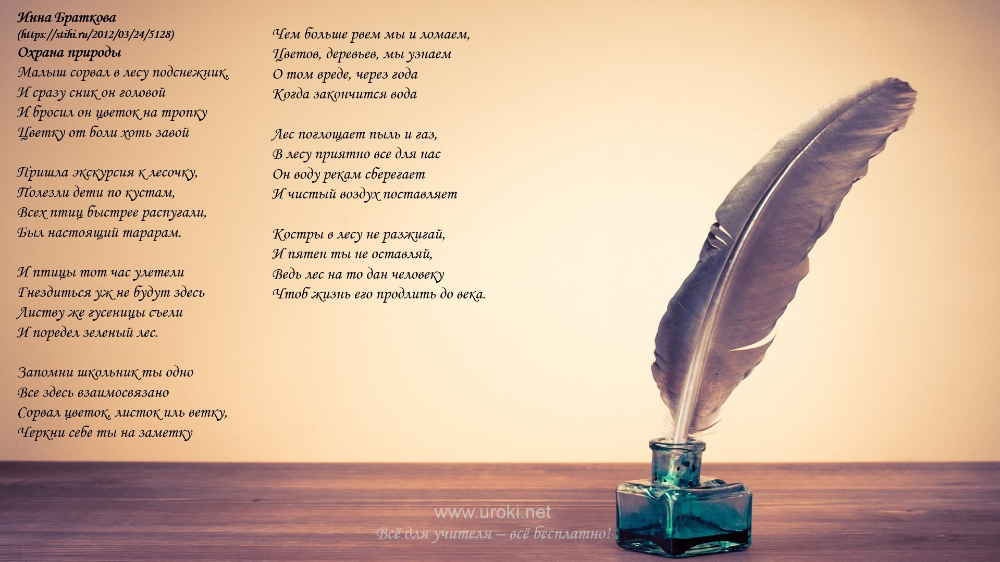 Инна Браткова
(https://stihi.ru/2012/03/24/5128)
Охрана природы
Малыш сорвал в лесу подснежник,
И сразу сник он головой
И бросил он цветок на тропку
Цветку от боли хоть завой

Пришла экскурсия к лесочку,
Полезли дети по кустам,
Всех птиц быстрее распугали,
Был настоящий тарарам.

И птицы тот час улетели
Гнездиться уж не будут здесь
Листву же гусеницы съели
И поредел зеленый лес.

Запомни школьник ты одно
Все здесь взаимосвязано
Сорвал цветок, листок иль ветку,
Черкни себе ты на заметку

Чем больше рвем мы и ломаем,
Цветов, деревьев, мы узнаем
О том вреде, через года
Когда закончится вода

Лес поглощает пыль и газ,
В лесу приятно все для нас
Он воду рекам сберегает
И чистый воздух поставляет

Костры в лесу не разжигай,
И пятен ты не оставляй,
Ведь лес на то дан человеку
Чтоб жизнь его продлить до века.

www.uroki.net
Всё для учителя – всё бесплатно!